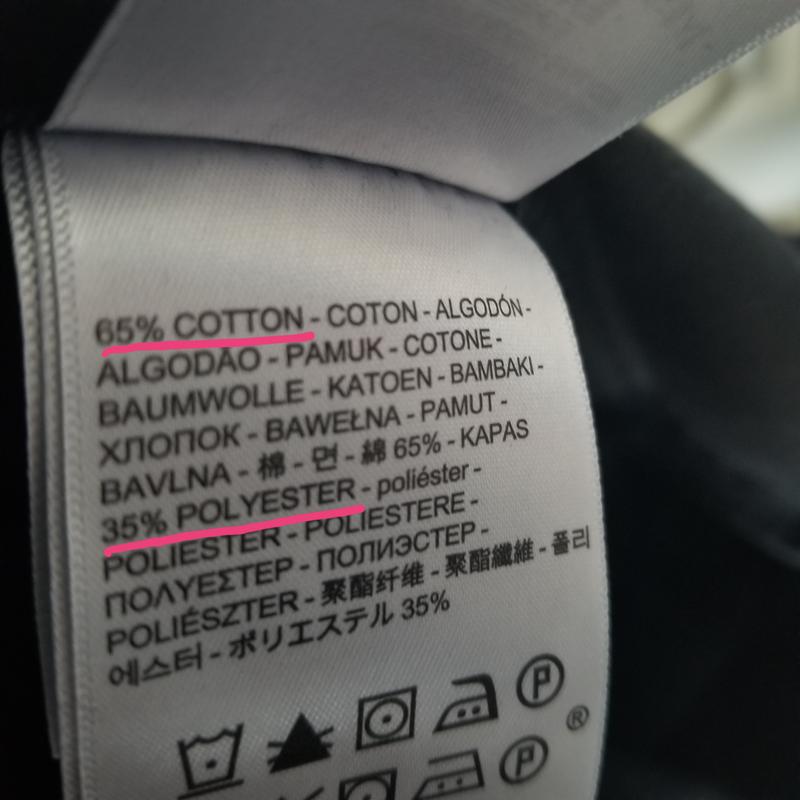 65% COTTON - COTON - ALGODÓN -
ALGODÃO - PAMUK - COTONE -
BAUMWOLLE - KATOEN - BAMBAKI -
ХЛОПОК - BAWEŁNA - PAMUT -
BAVLNA - 棉 - 면 - 綿 65% - KAPAS
35% POLYESTER - poliéster -
POLIESTER - POLIESTERE -
ΠΟΛΥΕΣΤΕΡ - ПОЛИЭСТЕР -
POLIÉSZTER - 聚酯纤维 - 聚酯纖維 - 폴리
에스터 - ポリエステル 35%
P
®
P